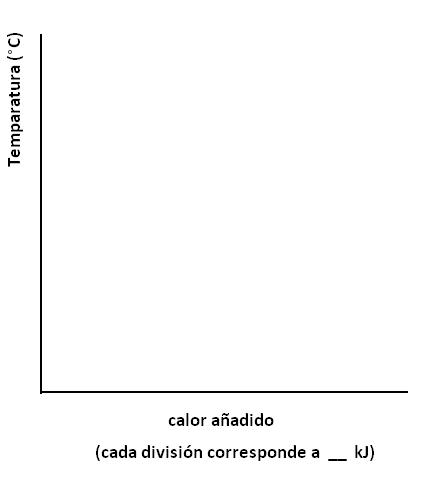 Temparatura (°C)
calor añadido
(cada división corresponde a __ kJ)